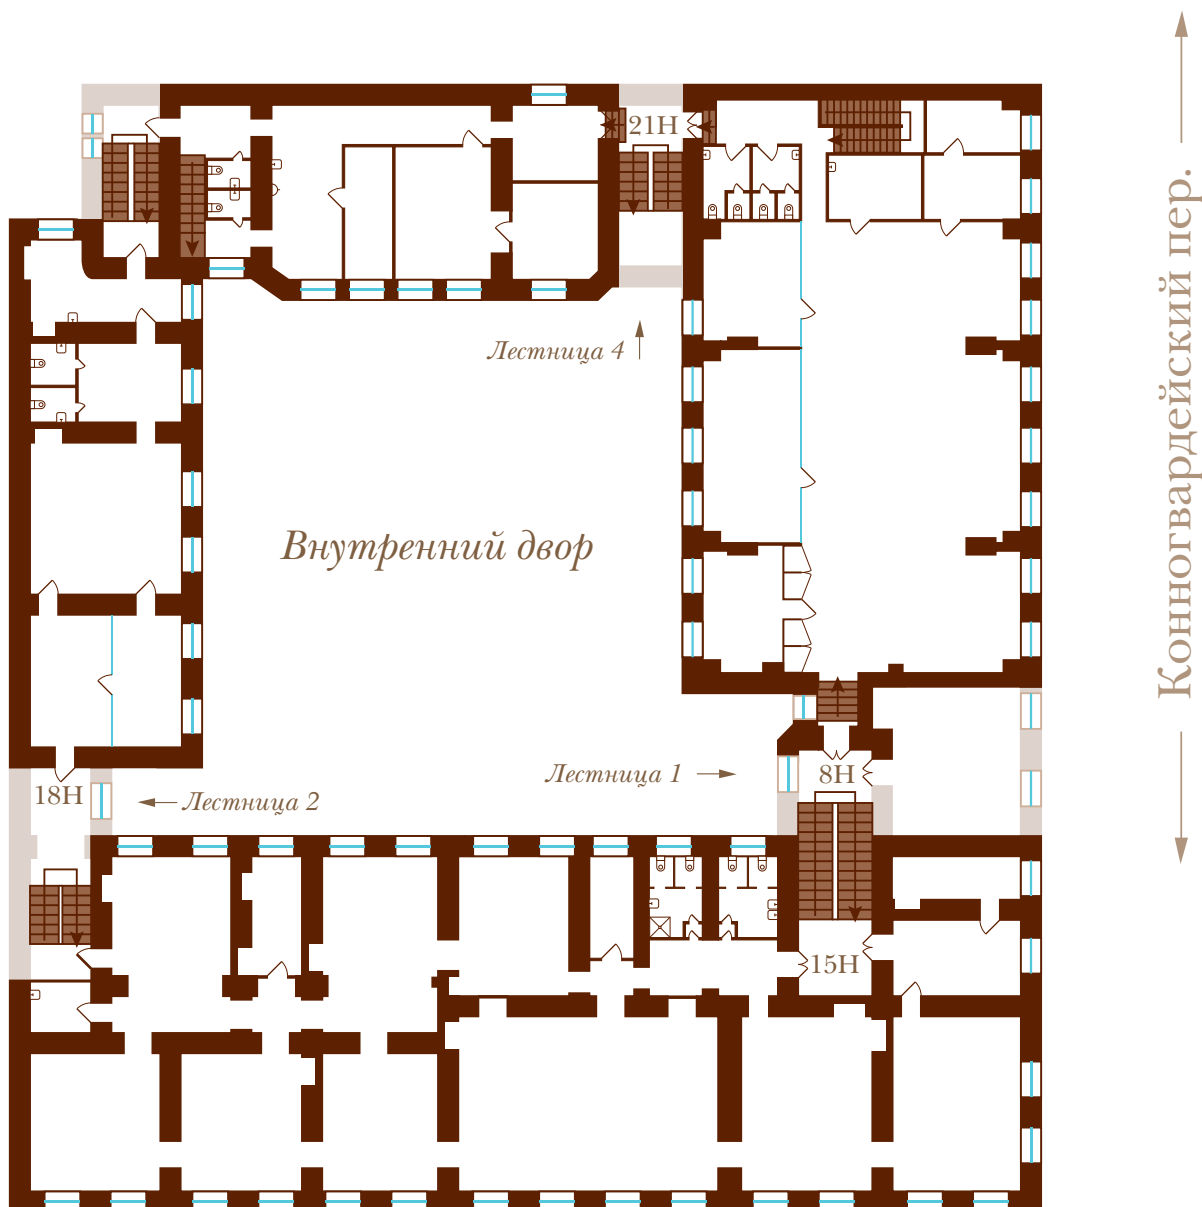 21Н
Лестница 4
Внутренний двор
Конногвардейский пер.
Лестница 1
8Н
18Н
Лестница 2
15Н